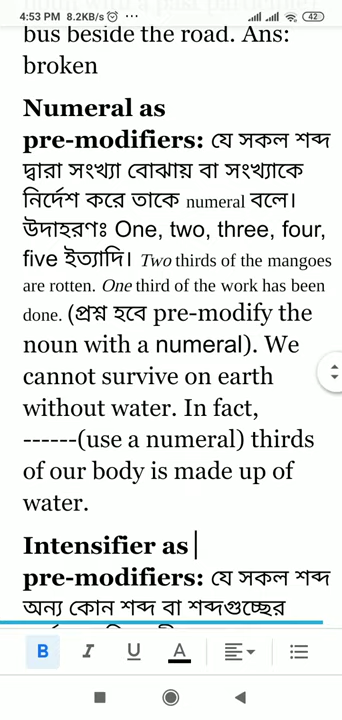 4:53 PM 8.2KB/s ... 42
bus beside the road. Ans:
broken
Numeral as
pre-modifiers: যে সকল শব্দ
দ্বারা সংখ্যা বোঝায় বা সংখ্যাকে
নির্দেশ করে তাকে numeral বলে।
উদাহরণঃ One, two, three, four,
five ইত্যাদি। Two thirds of the mangoes
are rotten. One third of the work has been
done. (প্রশ্ন হবে pre-modify the
noun with a numeral). We
cannot survive on earth
without water. In fact,
------(use a numeral) thirds
of our body is made up of
water.
Intensifier as
pre-modifiers: যে সকল শব্দ
অন্য কোন শব্দ বা শব্দগুচ্ছের
B I U A